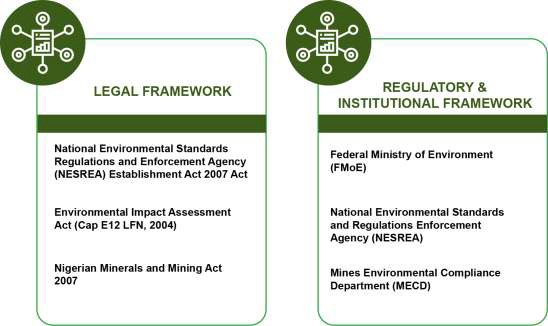 LEGAL FRAMEWORK
National Environmental Standards
Regulations and Enforcement Agency
(NESREA) Establishment Act 2007 Act
Environmental Impact Assessment
Act (Cap E12 LFN, 2004)
Nigerian Minerals and Mining Act
2007
REGULATORY &
INSTITUTIONAL FRAMEWORK
Federal Ministry of Environment
(FMoE)
National Environmental Standards
and Regulations Enforcement
Agency (NESREA)
Mines Environmental Compliance
Department (MECD)